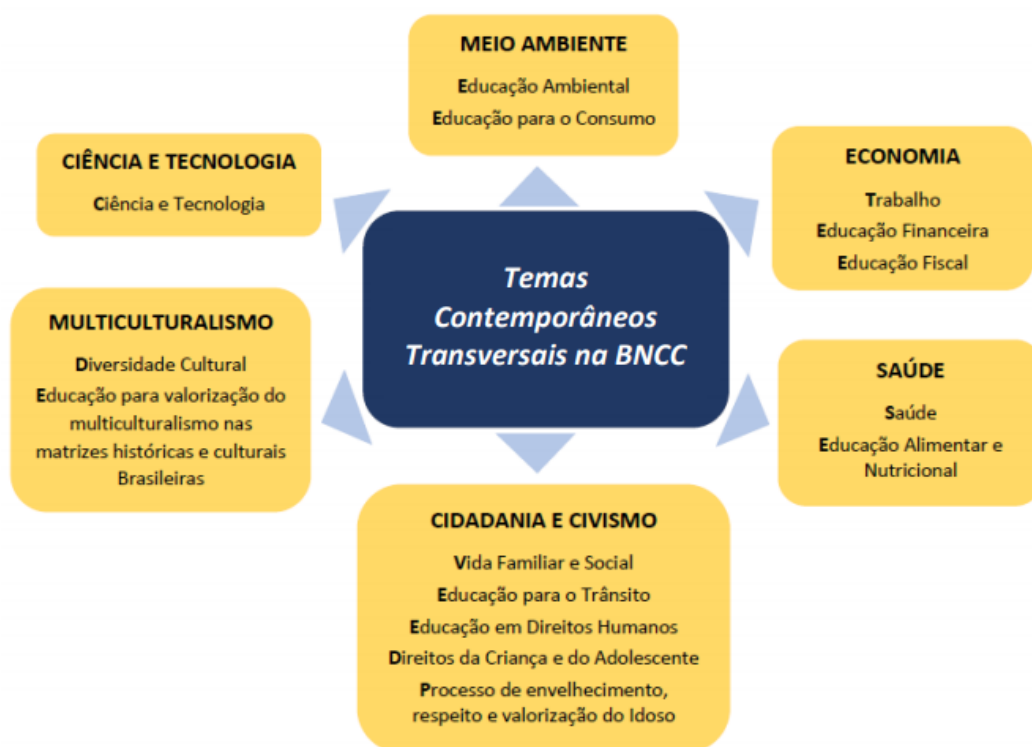 MEIO AMBIENTE
Educação Ambiental
Educação para o Consumo
CIÊNCIA E TECNOLOGIA
Ciência e Tecnologia
ECONOMIA
Trabalho
Educação Financeira
Educação Fiscal
Temas
Contemporâneos
Transversais na BNCC
MULTICULTURALISMO
Diversidade Cultural
Educação para valorização do
multiculturalismo nas
matrizes históricas e culturais
Brasileiras
SAÚDE
Saúde
Educação Alimentar e
Nutricional
CIDADANIA E CIVISMO
Vida Familiar e Social
Educação para o Trânsito
Educação em Direitos Humanos
Direitos da Criança e do Adolescente
Processo de envelhecimento,
respeito e valorização do Idoso